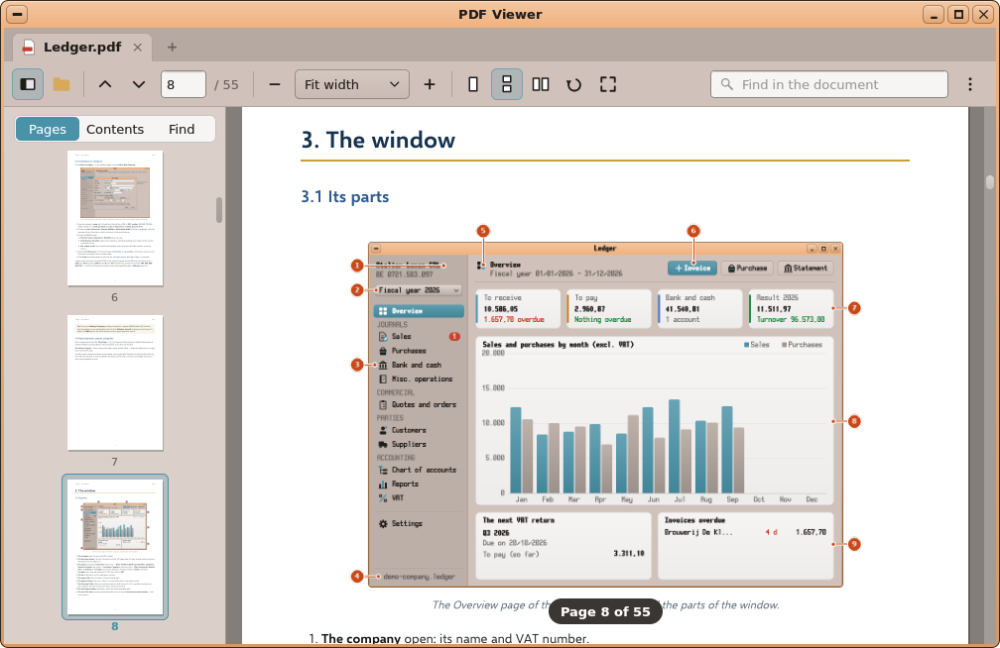 PDF Viewer
Ledger.pdf
8 / 55
Fit width
Find in the document
Pages Contents Find
6
7
8
3. The window
3.1 Its parts
5 6
Ledger
1
BE 0721.583.097
Overview
Fiscal year 01/01/2026 - 31/12/2026
+ Invoice
Purchase
Statement
2
Fiscal year 2026
Overview
JOURNALS
Sales 1
Purchases
3
Bank and cash
Misc. operations
COMMERCIAL
Quotes and orders
PARTIES
Customers
Suppliers
ACCOUNTING
Chart of accounts
Reports
VAT
Settings
4
demo-company.ledger
To receive
10.586,05
1.657,70 overdue
To pay
2.960,87
Nothing overdue
Bank and cash
41.540,81
1 account
Result 2026
11.511,97
Turnover 96.573,00
7
Sales and purchases by month (excl. VAT)
Sales Purchases
20.000
15.000
10.000
5.000
0
Jan Feb Mar Apr May Jun Jul Aug Sep Oct Nov Dec
8
The next VAT return
Q3 2026
Due on 20/10/2026
To pay (so far) 3.311,10
Invoices overdue
Brouwerij De Kl... 4 d 1.657,70
9
The Overview page of th
d the parts of the window.
Page 8 of 55
1. The company open: its name and VAT number.